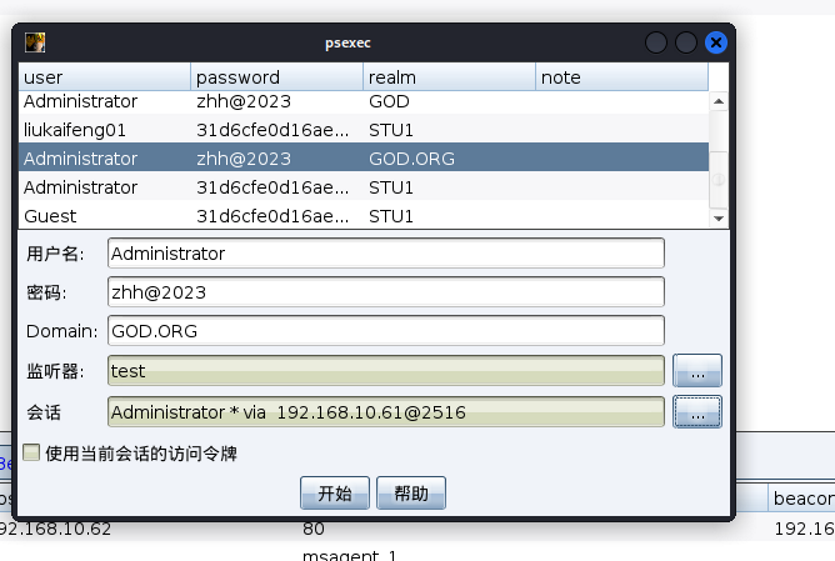 psexec
user password realm note
Administrator zhh@2023 GOD
liukaifeng01 31d6cfe0d16ae... STU1
Administrator zhh@2023 GOD.ORG
Administrator 31d6cfe0d16ae... STU1
Guest 31d6cfe0d16ae... STU1
用户名: Administrator
密码: zhh@2023
Domain: GOD.ORG
监听器: test ...
会话 Administrator * via 192.168.10.61@2516 ...
使用当前会话的访问令牌
开始 帮助
beacon
92.168.10.62 80 192.16
msagent_1